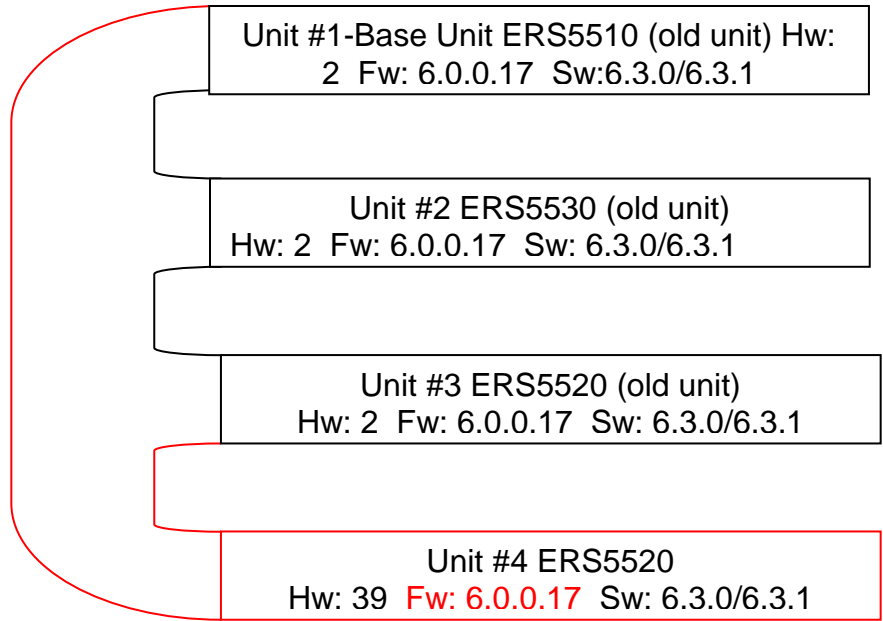 Unit #1-Base Unit ERS5510 (old unit) Hw:
2 Fw: 6.0.0.17 Sw:6.3.0/6.3.1
Unit #2 ERS5530 (old unit)
Hw: 2 Fw: 6.0.0.17 Sw: 6.3.0/6.3.1
Unit #3 ERS5520 (old unit)
Hw: 2 Fw: 6.0.0.17 Sw: 6.3.0/6.3.1
Unit #4 ERS5520
Hw: 39 Fw: 6.0.0.17 Sw: 6.3.0/6.3.1